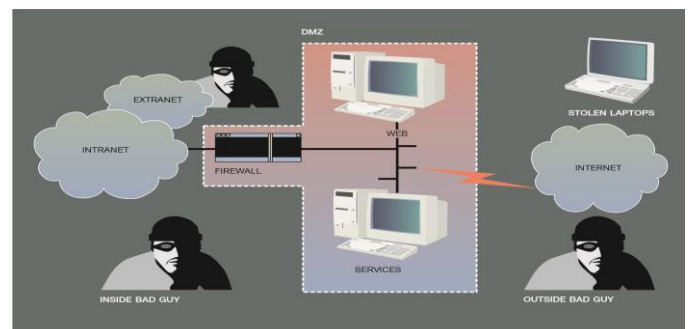 DMZ
EXTRANET
STOLEN LAPTOPS
WEB
INTRANET
FIREWALL
INTERNET
SERVICES
INSIDE BAD GUY
OUTSIDE BAD GUY